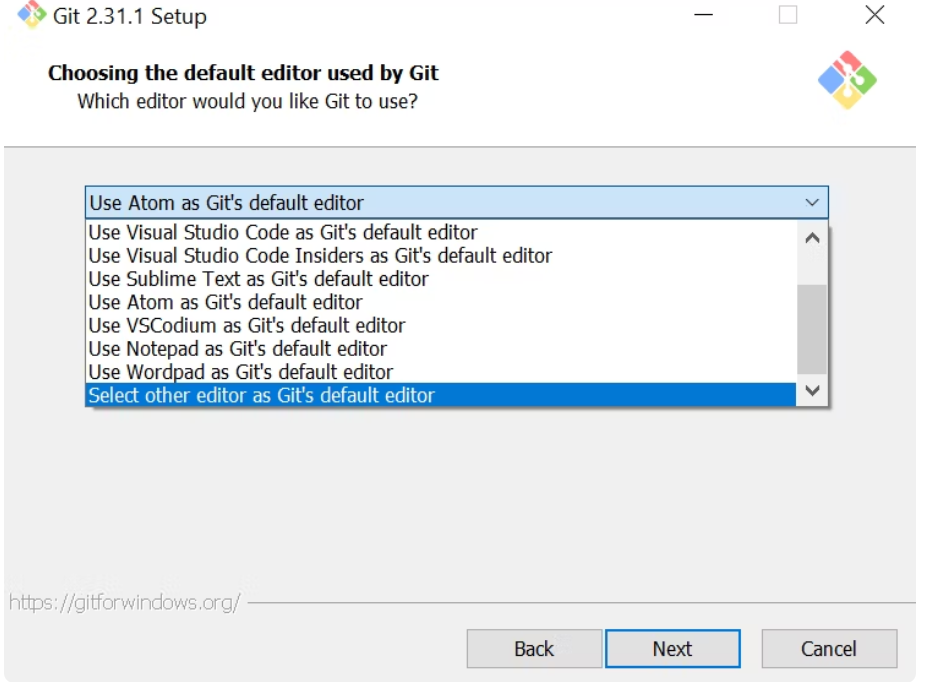 Git 2.31.1 Setup
Choosing the default editor used by Git
Which editor would you like Git to use?
Use Atom as Git's default editor
Use Visual Studio Code as Git's default editor
Use Visual Studio Code Insiders as Git's default editor
Use Sublime Text as Git's default editor
Use Atom as Git's default editor
Use VSCodium as Git's default editor
Use Notepad as Git's default editor
Use Wordpad as Git's default editor
Select other editor as Git's default editor
https://gitforwindows.org/
Back Next Cancel